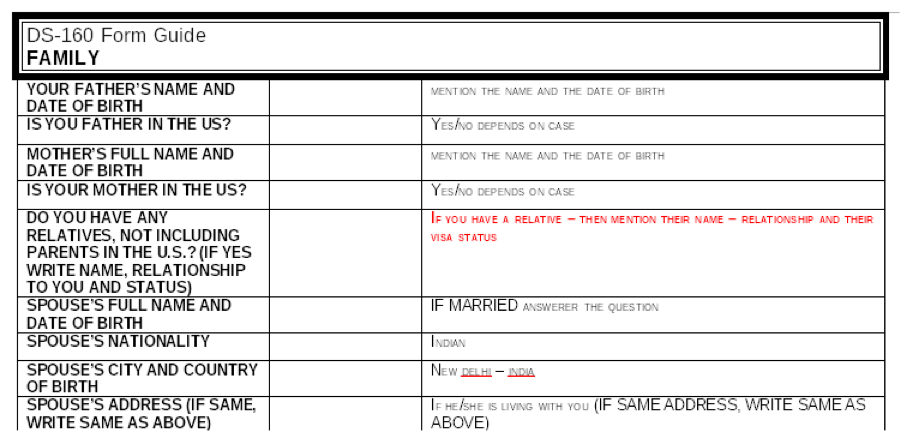 DS-160 Form Guide
FAMILY
YOUR FATHER'S NAME AND
DATE OF BIRTH
MENTION THE NAME AND THE DATE OF BIRTH
IS YOU FATHER IN THE US?
YES/NO DEPENDS ON CASE
MOTHER'S FULL NAME AND
DATE OF BIRTH
MENTION THE NAME AND THE DATE OF BIRTH
IS YOUR MOTHER IN THE US?
YES/NO DEPENDS ON CASE
DO YOU HAVE ANY
RELATIVES, NOT INCLUDING
PARENTS IN THE U.S.? (IF YES
WRITE NAME, RELATIONSHIP
TO YOU AND STATUS)
IF YOU HAVE A RELATIVE – THEN MENTION THEIR NAME – RELATIONSHIP AND THEIR
VISA STATUS
SPOUSE'S FULL NAME AND
DATE OF BIRTH
IF MARRIED ANSWERER THE QUESTION
SPOUSE'S NATIONALITY
INDIAN
SPOUSE'S CITY AND COUNTRY
OF BIRTH
NEW DELHI – INDIA
SPOUSE'S ADDRESS (IF SAME,
WRITE SAME AS ABOVE)
IF HE/SHE IS LIVING WITH YOU (IF SAME ADDRESS, WRITE SAME AS
ABOVE)